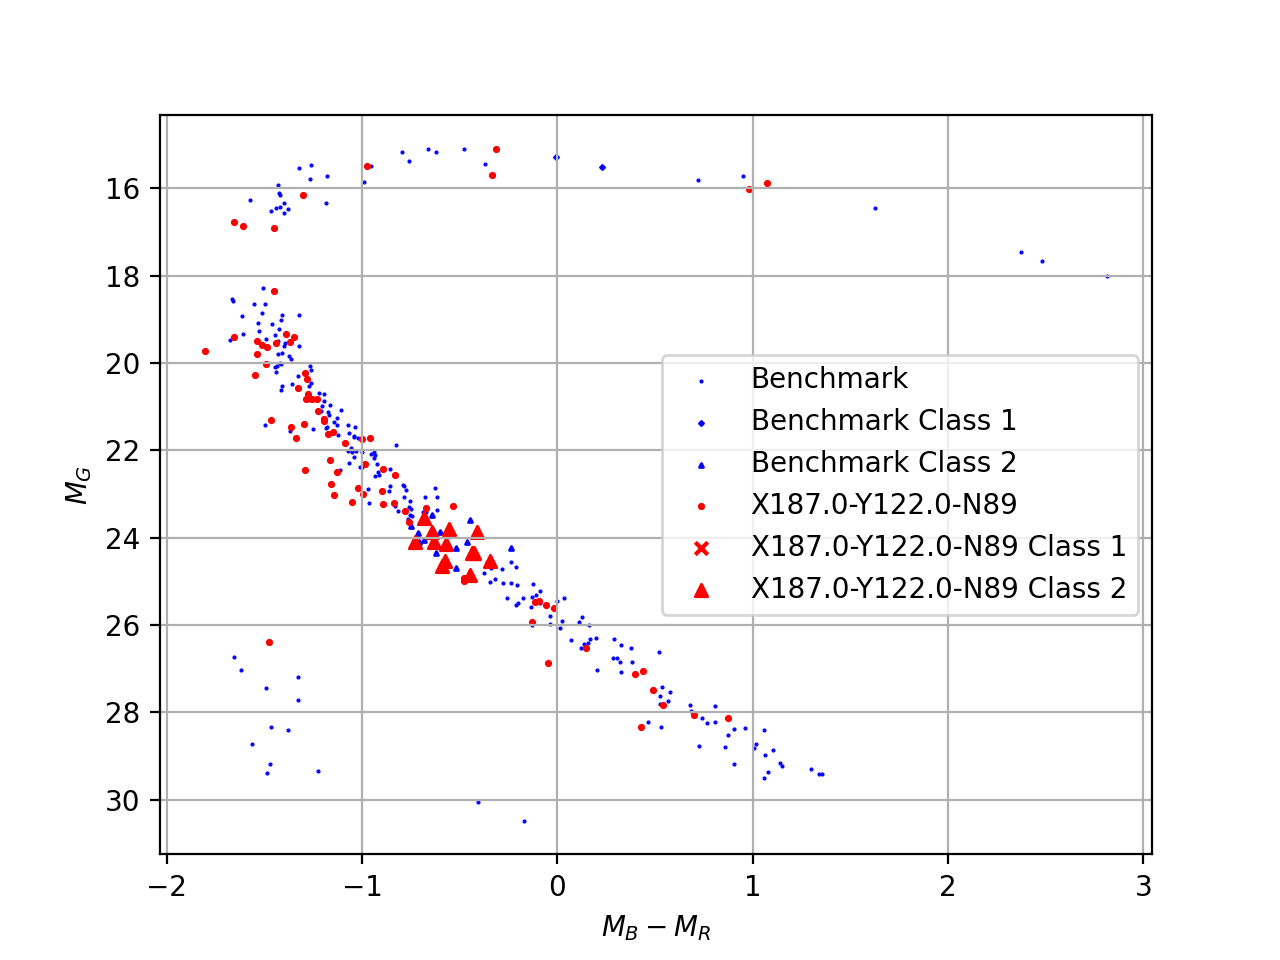 16
18
20
22
24
26
28
30
M_G
Benchmark
Benchmark Class 1
Benchmark Class 2
X187.0-Y122.0-N89
X187.0-Y122.0-N89 Class 1
X187.0-Y122.0-N89 Class 2
−2 −1 0 1 2 3
M_B − M_R